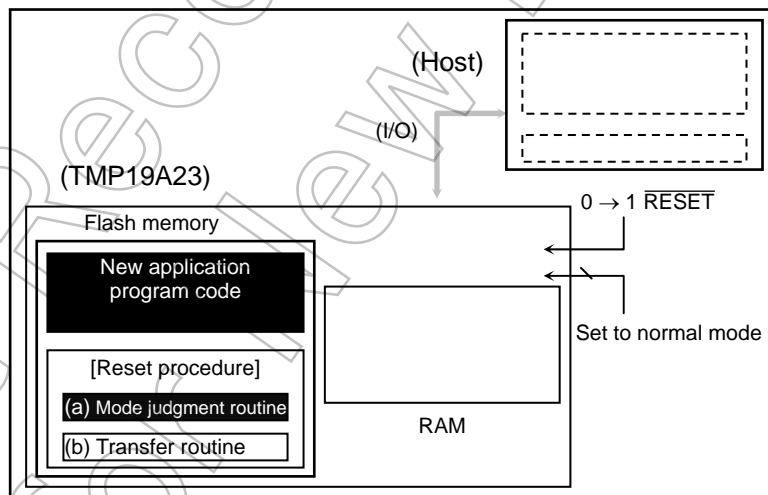 (Host)
(I/O)
(TMP19A23)
0 → 1 RESET
Flash memory
New application
program code
Set to normal mode
[Reset procedure]
(a) Mode judgment routine
(b) Transfer routine
RAM